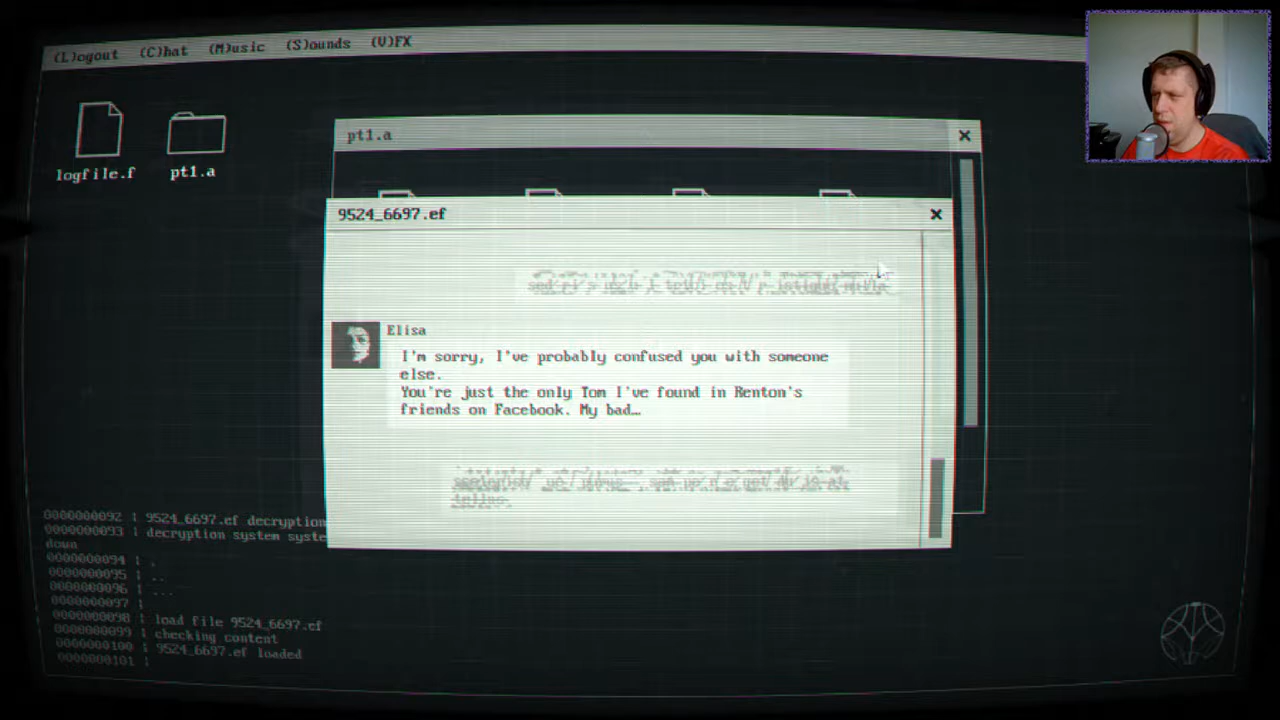 (L)ogout (C)hat (M)usic (S)ounds (V)FX
logfile.f
pt1.a
pt1.a
9524_6697.ef
Elisa
I'm sorry, I've probably confused you with someone
else.
You're just the only Tom I've found in Renton's
friends on Facebook. My bad…
0000000092 | 9524_6697.ef decryption
0000000093 | decryption system syste
down
0000000094 | .
0000000095 | ..
0000000096 | ...
0000000097 |
0000000098 | load file 9524_6697.ef
0000000099 | checking content
0000000100 | 9524_6697.ef loaded
0000000101 |